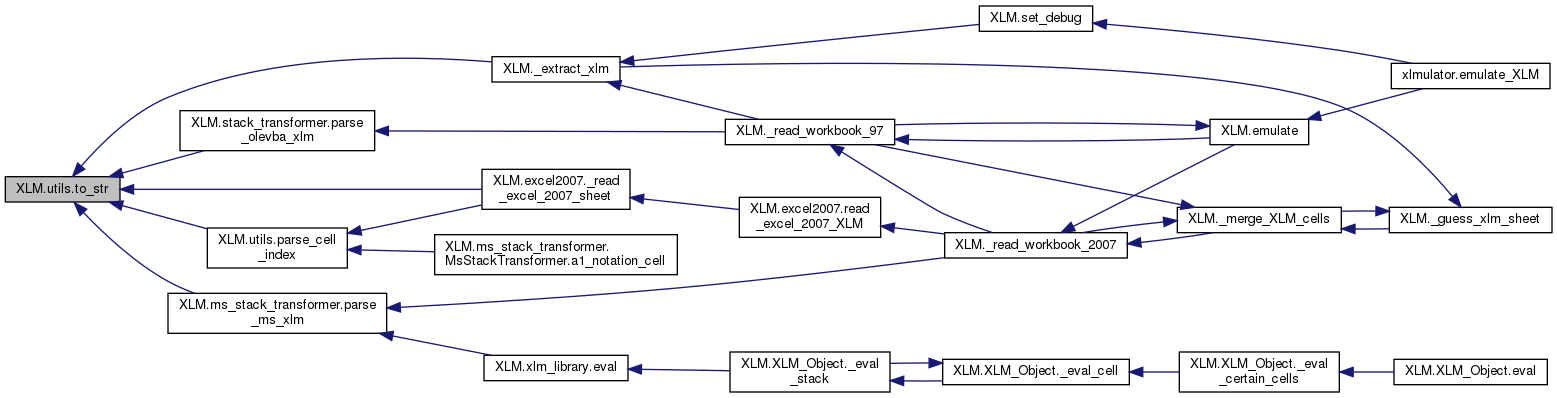 XLM.utils.to_str
XLM._extract_xlm
XLM.stack_transformer.parse
_olevba_xlm
XLM.excel2007._read
_excel_2007_sheet
XLM.utils.parse_cell
_index
XLM.ms_stack_transformer.parse
_ms_xlm
XLM.set_debug
XLM._read_workbook_97
XLM.excel2007.read
_excel_2007_XLM
XLM.ms_stack_transformer.
MsStackTransformer.a1_notation_cell
XLM.xlm_library.eval
XLM._read_workbook_2007
XLM.emulate
xlmulator.emulate_XLM
XLM._merge_XLM_cells
XLM._guess_xlm_sheet
XLM.XLM_Object._eval
_stack
XLM.XLM_Object._eval_cell
XLM.XLM_Object._eval
_certain_cells
XLM.XLM_Object.eval